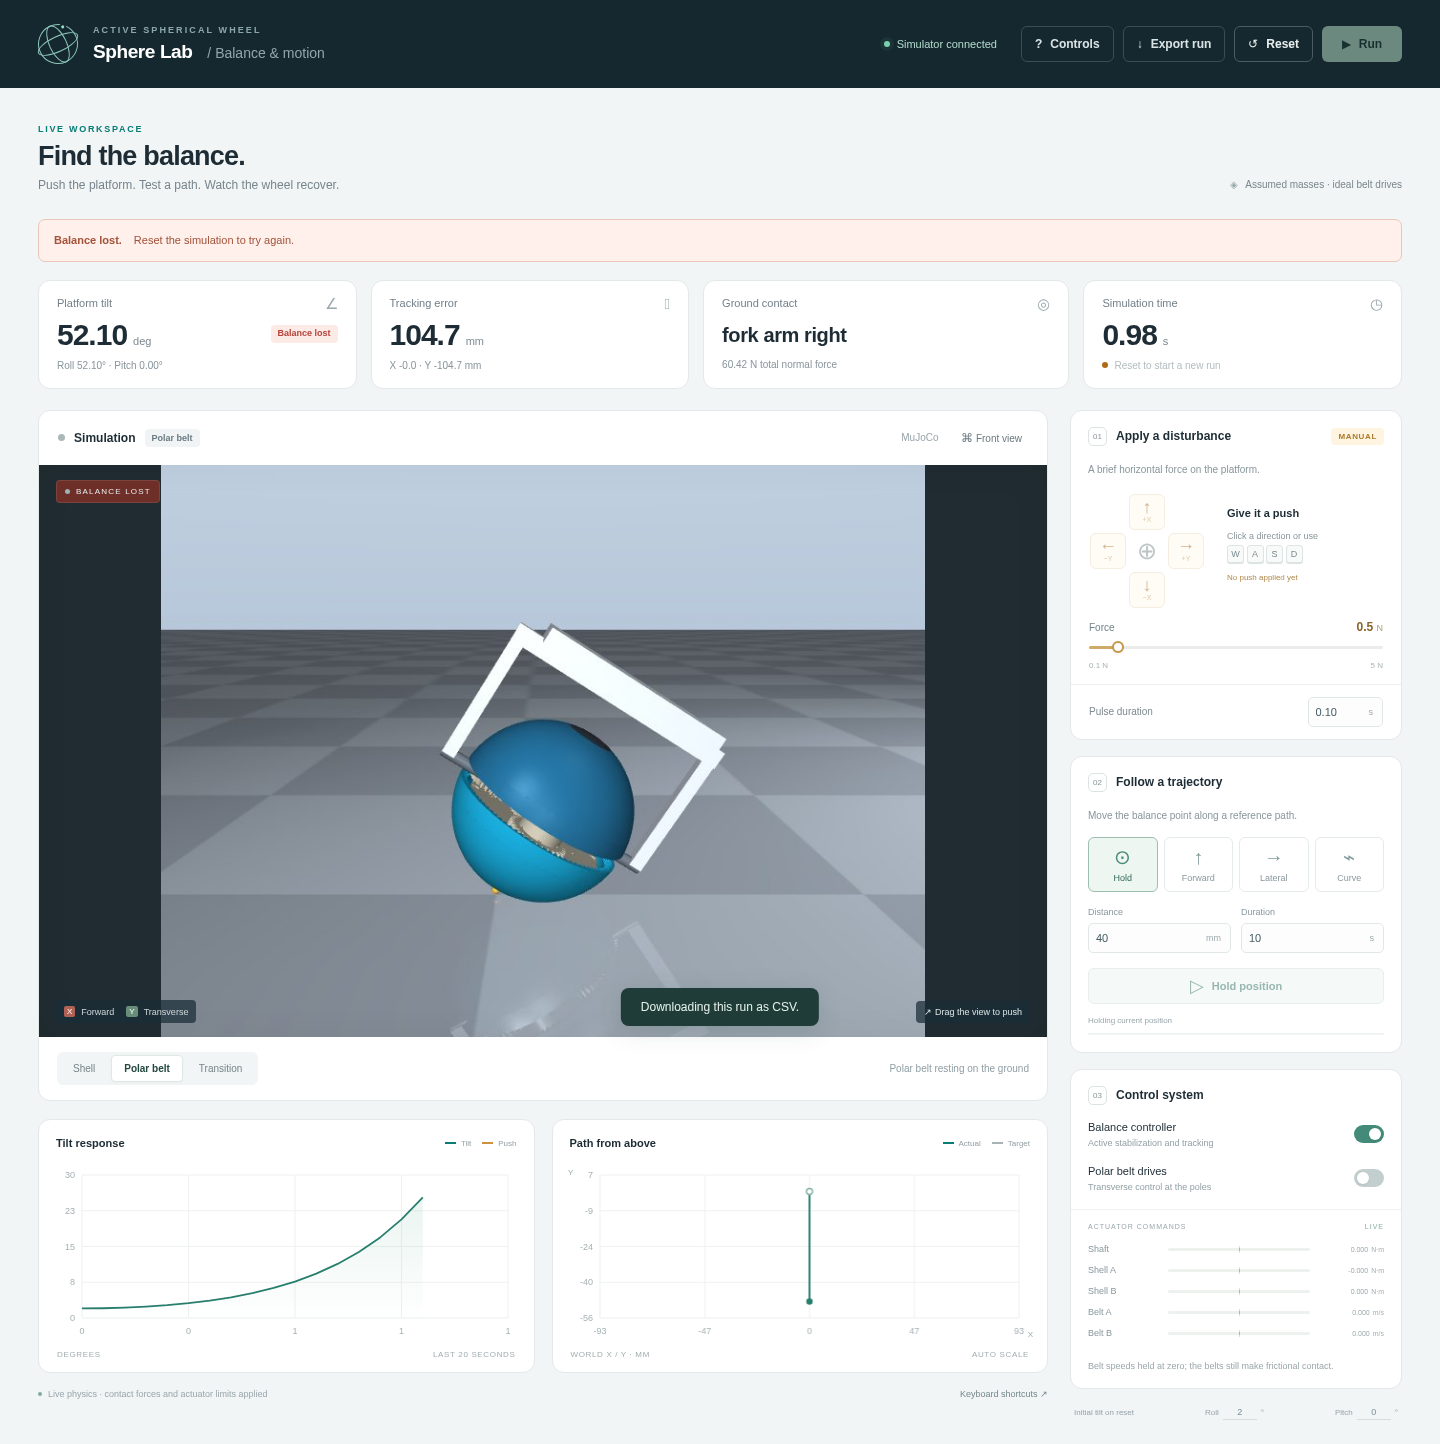 ACTIVE SPHERICAL WHEEL
Sphere Lab / Balance & motion
Simulator connected
? Controls
↓ Export run
↺ Reset
▶ Run
LIVE WORKSPACE
Find the balance.
Push the platform. Test a path. Watch the wheel recover.
◈ Assumed masses · ideal belt drives
Balance lost. Reset the simulation to try again.
Platform tilt
52.10 deg
Balance lost
Roll 52.10° · Pitch 0.00°
Tracking error
104.7 mm
X -0.0 · Y -104.7 mm
Ground contact
fork arm right
60.42 N total normal force
Simulation time
0.98 s
Reset to start a new run
Simulation Polar belt
MuJoCo
⌘ Front view
BALANCE LOST
X Forward Y Transverse
Downloading this run as CSV.
↗ Drag the view to push
Shell Polar belt Transition
Polar belt resting on the ground
01 Apply a disturbance
MANUAL
A brief horizontal force on the platform.
↑
+X
←
−Y
⊕
→
+Y
↓
−X
Give it a push
Click a direction or use
W A S D
No push applied yet
Force 0.5 N
0.1 N 5 N
Pulse duration 0.10 s
02 Follow a trajectory
Move the balance point along a reference path.
⊙ Hold
↑ Forward
→ Lateral
⌁ Curve
Distance Duration
40 mm 10 s
▷ Hold position
Holding current position
03 Control system
Balance controller
Active stabilization and tracking
Polar belt drives
Transverse control at the poles
ACTUATOR COMMANDS LIVE
Shaft 0.000 N·m
Shell A -0.000 N·m
Shell B 0.000 N·m
Belt A 0.000 m/s
Belt B 0.000 m/s
Belt speeds held at zero; the belts still make frictional contact.
Initial tilt on reset Roll 2 ° Pitch 0 °
Tilt response
Tilt Push
30
23
15
8
0
0 0 1 1 1
DEGREES LAST 20 SECONDS
Path from above
Actual Target
Y 7
-9
-24
-40
-56
-93 -47 0 47 93 X
WORLD X / Y · MM AUTO SCALE
Live physics · contact forces and actuator limits applied
Keyboard shortcuts ↗